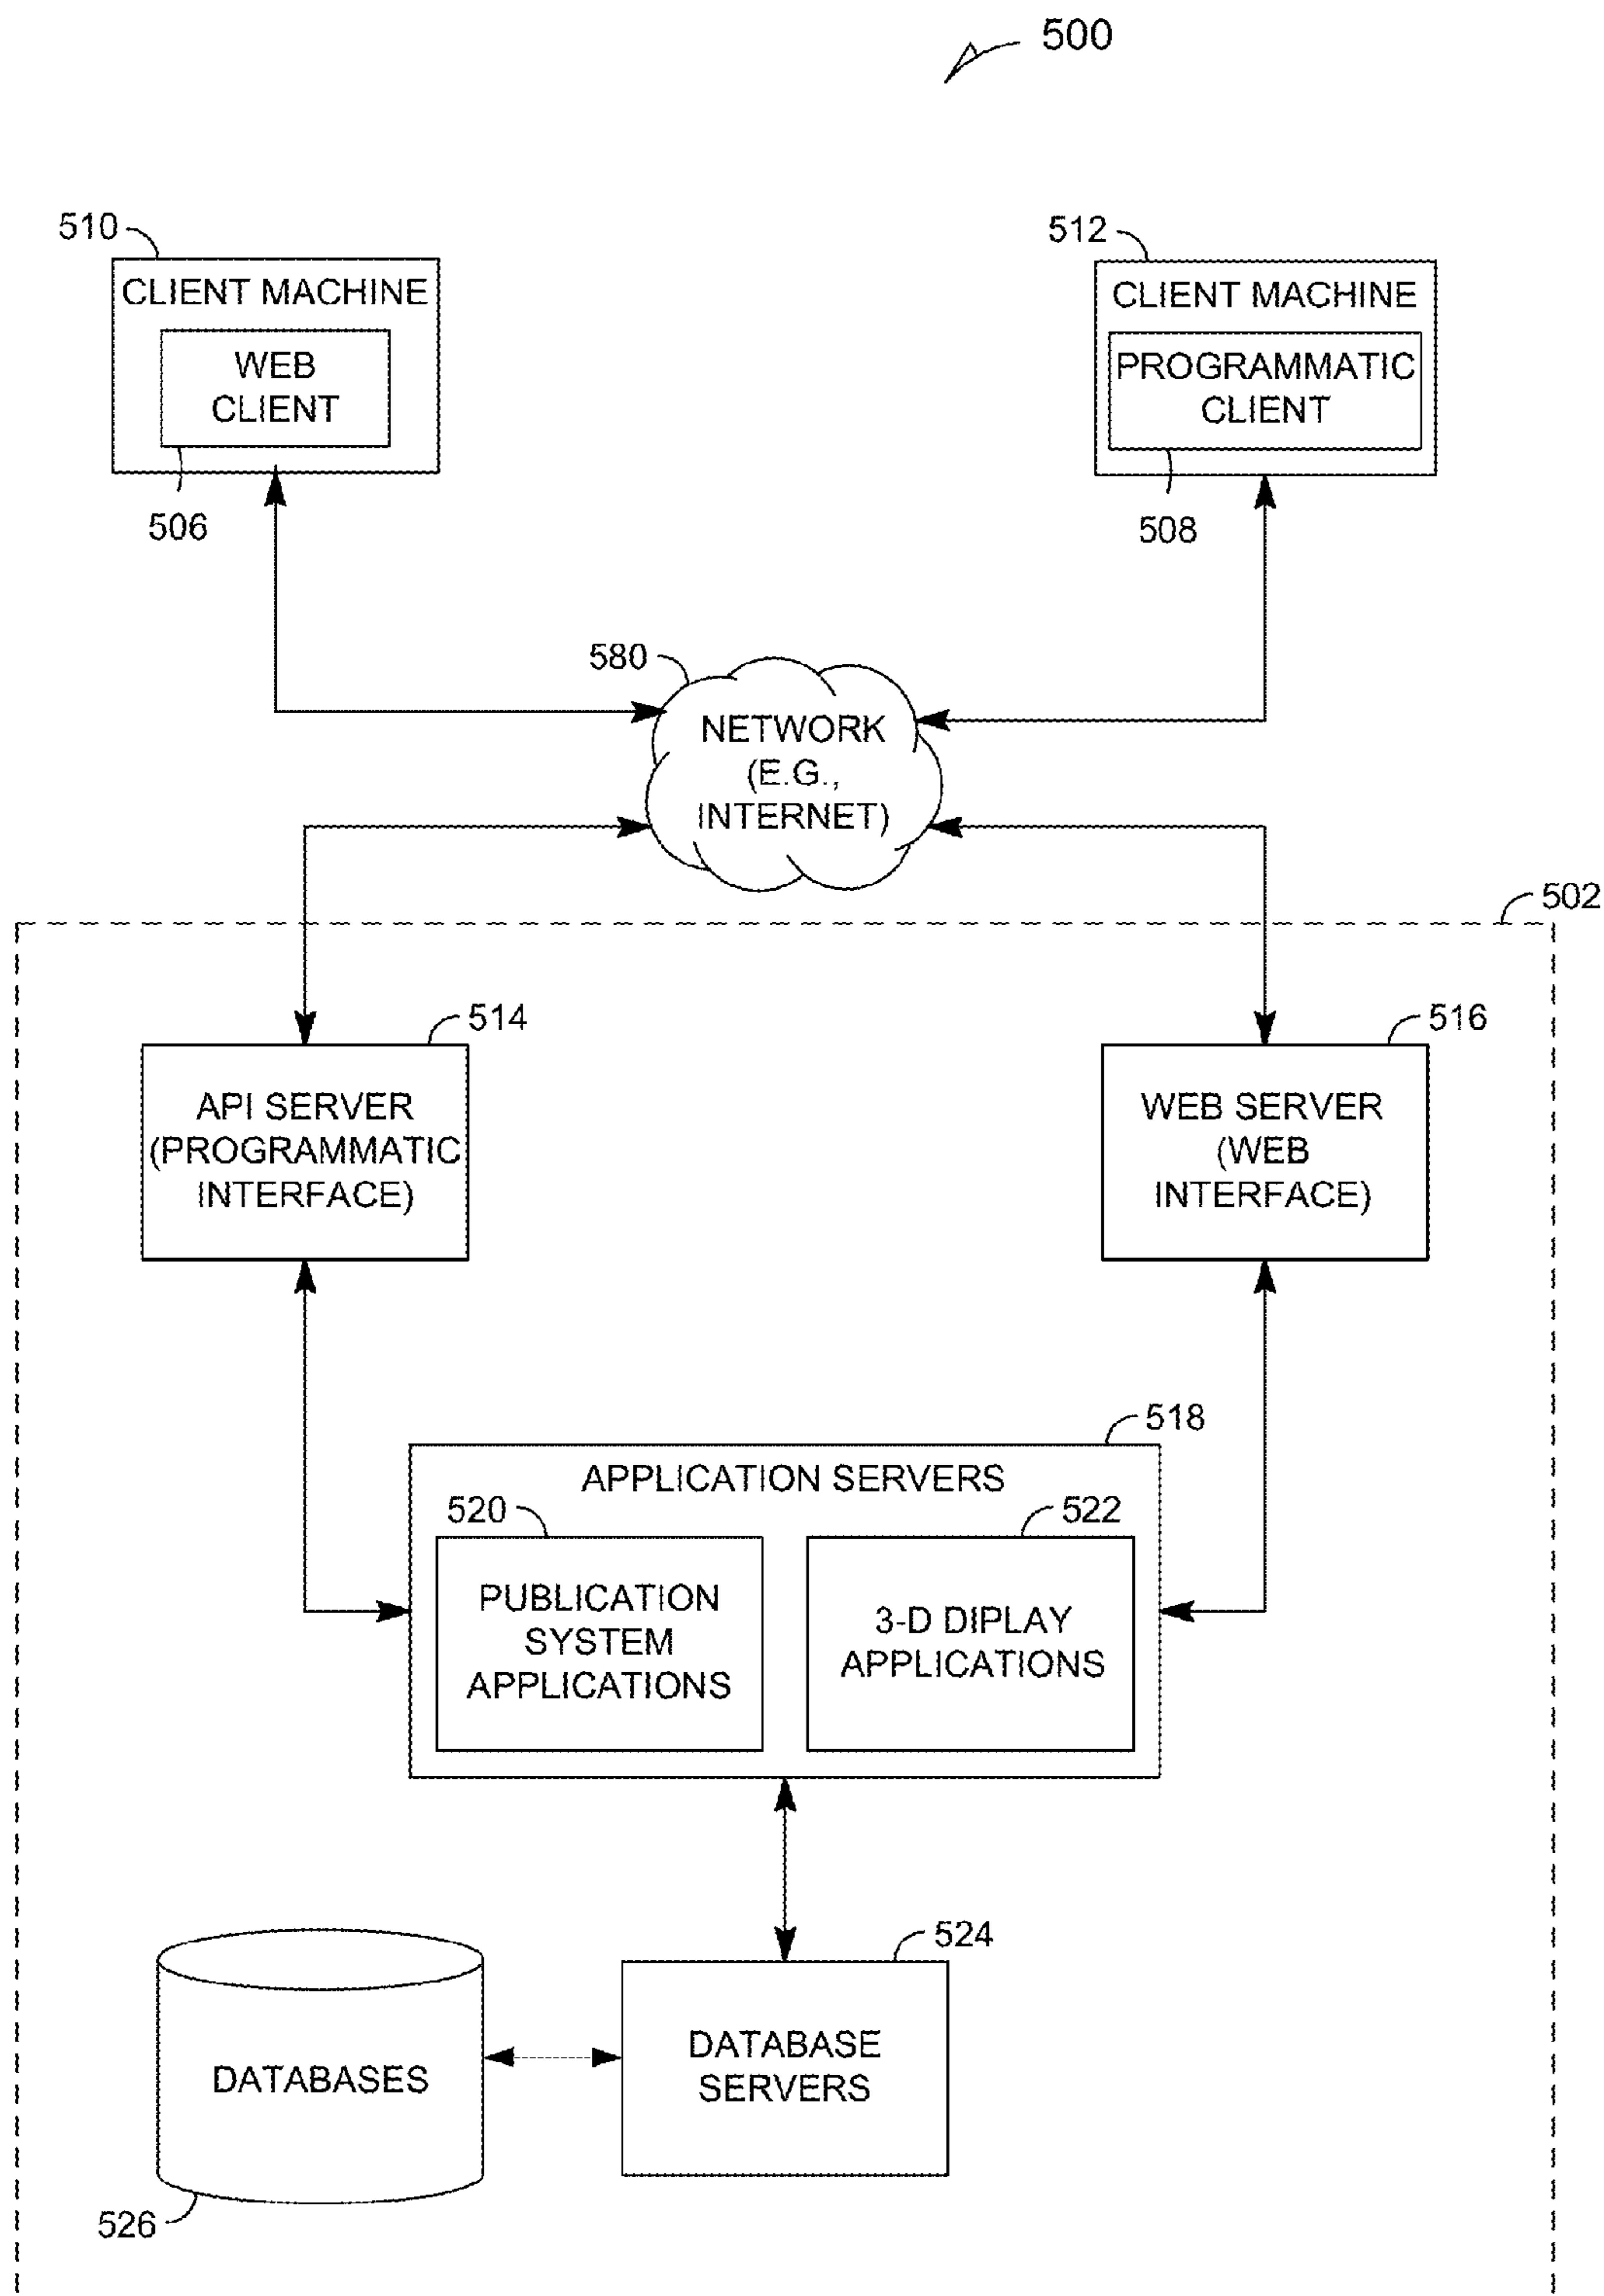 500
510
512
CLIENT MACHINE
WEB
CLIENT
506
CLIENT MACHINE
PROGRAMMATIC
CLIENT
508
580
NETWORK
(E.G.,
INTERNET)
502
514
API SERVER
(PROGRAMMATIC
INTERFACE)
516
WEB SERVER
(WEB
INTERFACE)
518
APPLICATION SERVERS
520
PUBLICATION
SYSTEM
APPLICATIONS
522
3-D DIPLAY
APPLICATIONS
524
DATABASE
SERVERS
DATABASES
526